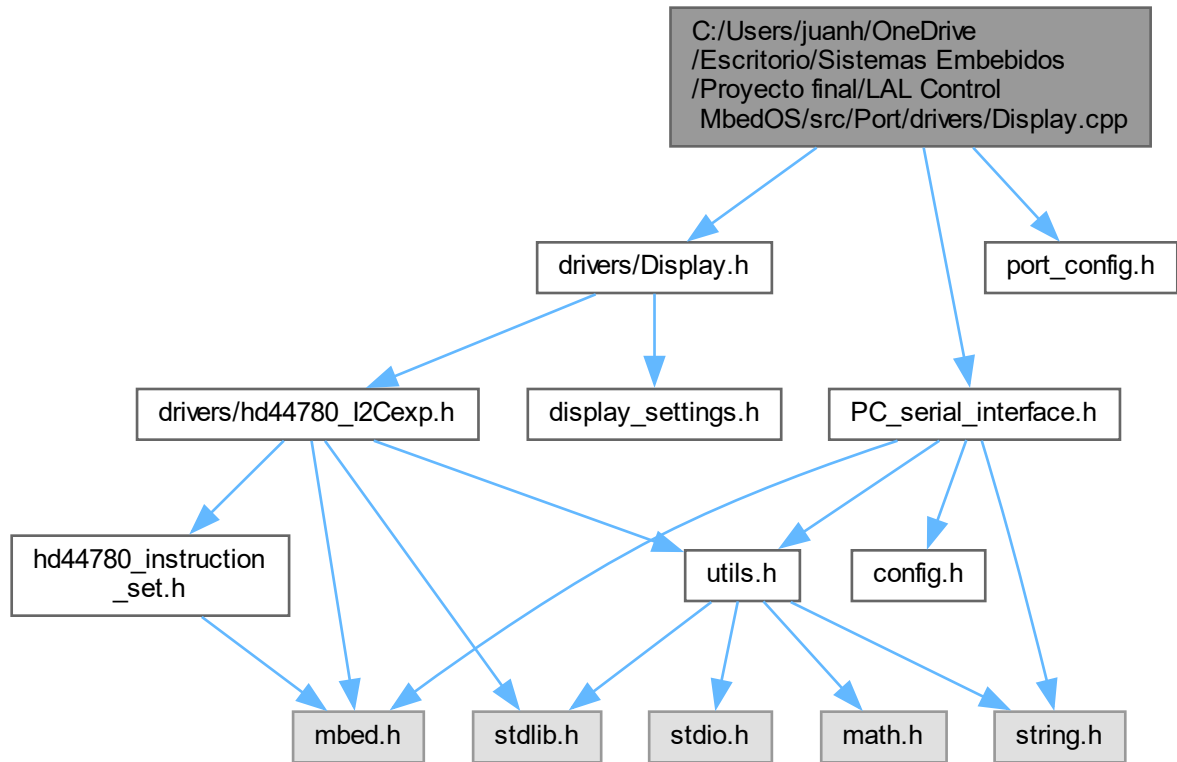 C:/Users/juanh/OneDrive
/Escritorio/Sistemas Embebidos
/Proyecto final/LAL Control
MbedOS/src/Port/drivers/Display.cpp
drivers/Display.h
port_config.h
drivers/hd44780_I2Cexp.h
display_settings.h
PC_serial_interface.h
hd44780_instruction
_set.h
utils.h
config.h
mbed.h
stdlib.h
stdio.h
math.h
string.h